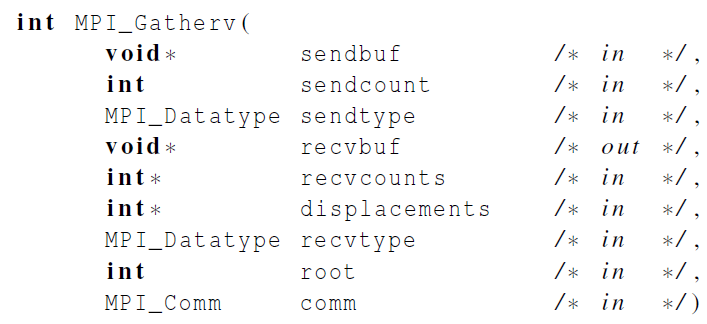 int MPI_Gatherv(
void* sendbuf /* in */,
int sendcount /* in */,
MPI_Datatype sendtype /* in */,
void* recvbuf /* out */,
int* recvcounts /* in */,
int* displacements /* in */,
MPI_Datatype recvtype /* in */,
int root /* in */,
MPI_Comm comm /* in */)